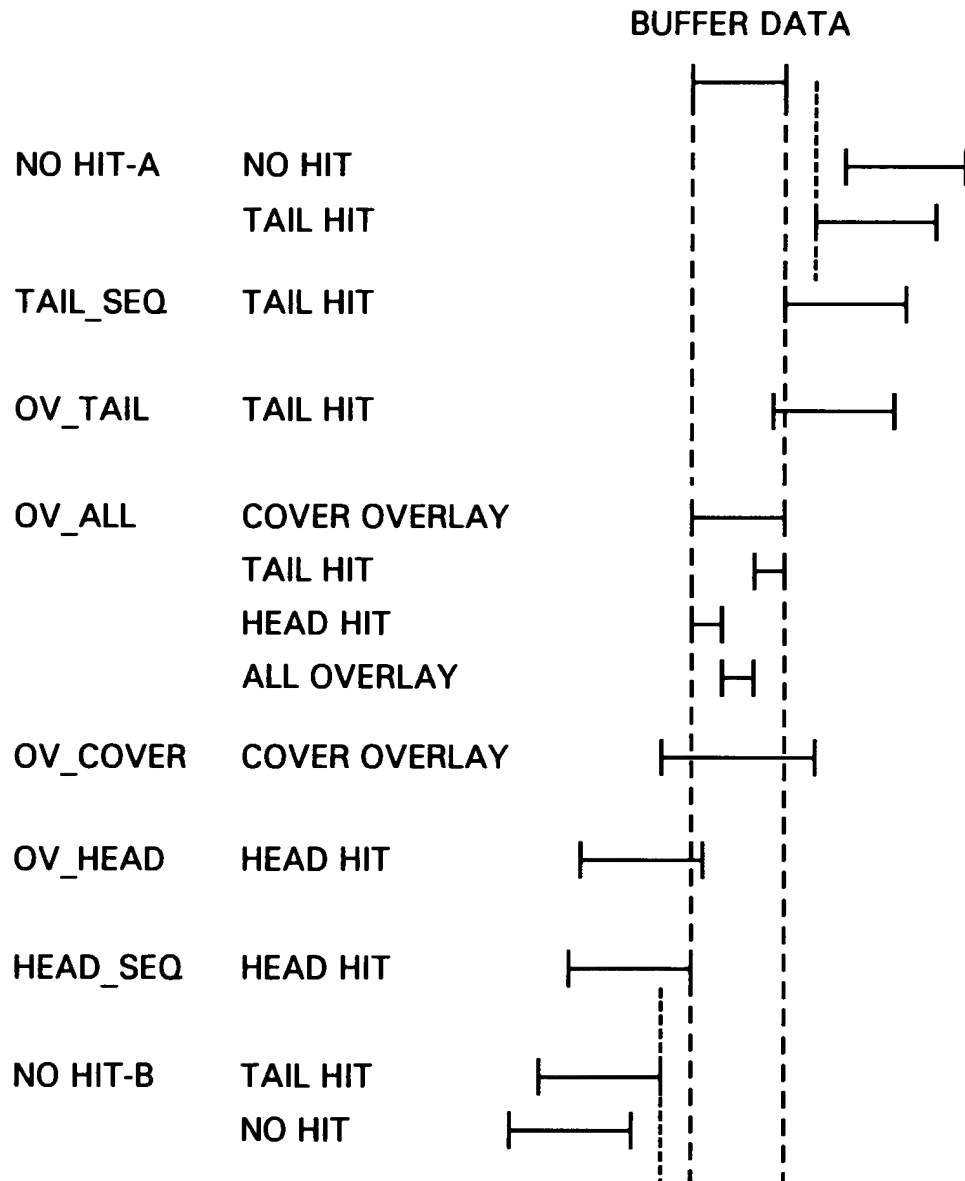 BUFFER DATA
NO HIT-A NO HIT
TAIL HIT
TAIL_SEQ TAIL HIT
OV_TAIL TAIL HIT
OV_ALL COVER OVERLAY
TAIL HIT
HEAD HIT
ALL OVERLAY
OV_COVER COVER OVERLAY
OV_HEAD HEAD HIT
HEAD_SEQ HEAD HIT
NO HIT-B TAIL HIT
NO HIT